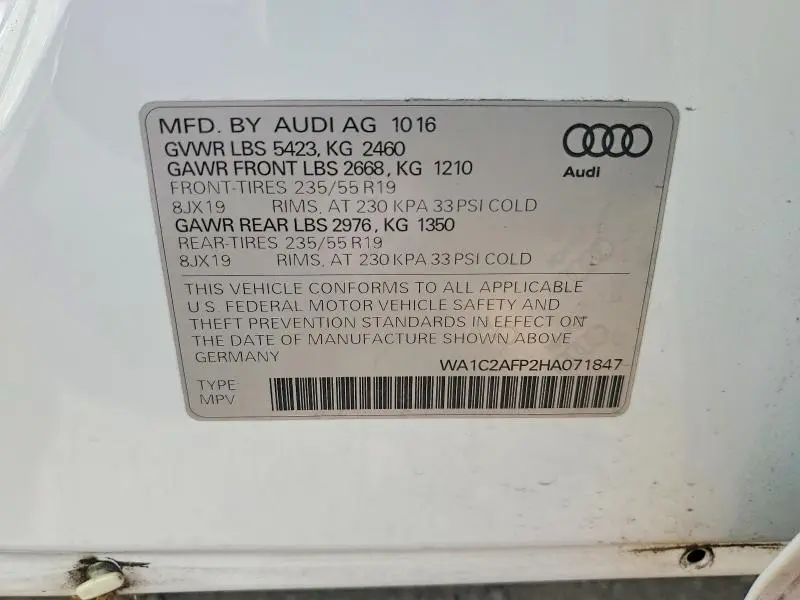 MFD. BY AUDI AG 10 16
GVWR LBS 5423, KG 2460
GAWR FRONT LBS 2668, KG 1210
FRONT-TIRES 235/55 R19
8JX19 RIMS, AT 230 KPA 33 PSI COLD
GAWR REAR LBS 2976, KG 1350
REAR-TIRES 235/55 R19
8JX19 RIMS, AT 230 KPA 33 PSI COLD
Audi
THIS VEHICLE CONFORMS TO ALL APPLICABLE
U.S. FEDERAL MOTOR VEHICLE SAFETY AND
THEFT PREVENTION STANDARDS IN EFFECT ON
THE DATE OF MANUFACTURE SHOWN ABOVE
GERMANY
WA1C2AFP2HA071847
TYPE
MPV